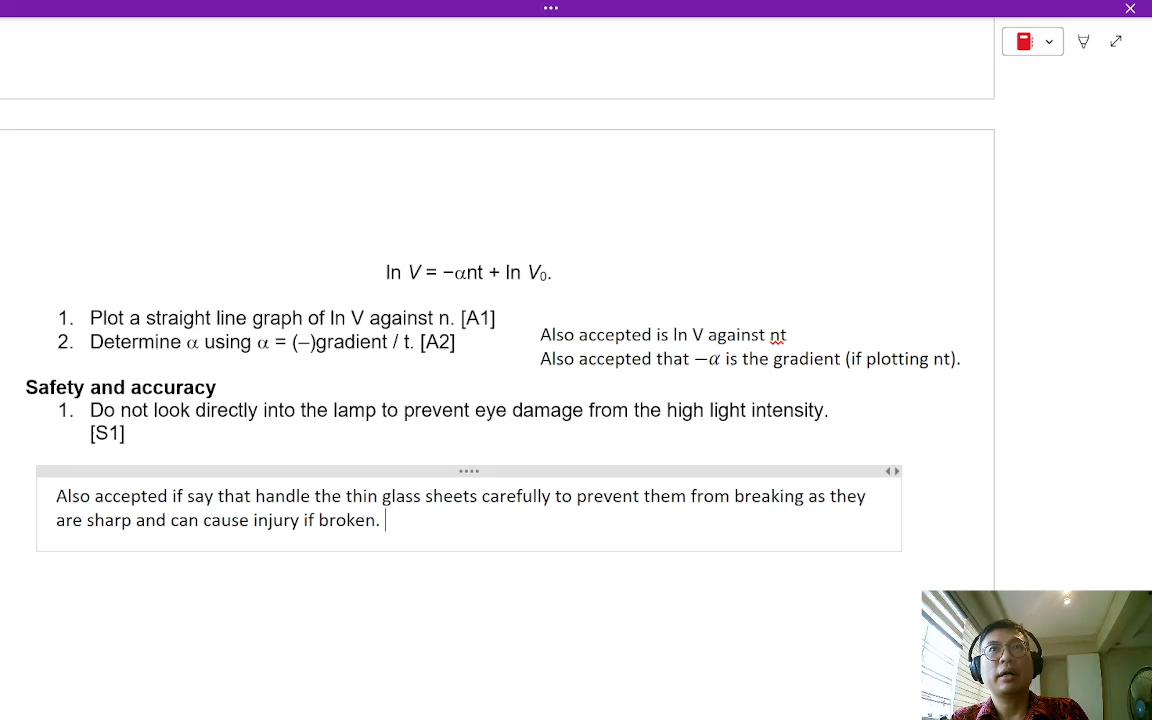 ln V = −αnt + ln V₀.
1. Plot a straight line graph of ln V against n. [A1]
2. Determine α using α = (–)gradient / t. [A2]
Also accepted is ln V against nt
Also accepted that −α is the gradient (if plotting nt).
Safety and accuracy
1. Do not look directly into the lamp to prevent eye damage from the high light intensity.
[S1]
Also accepted if say that handle the thin glass sheets carefully to prevent them from breaking as they
are sharp and can cause injury if broken.